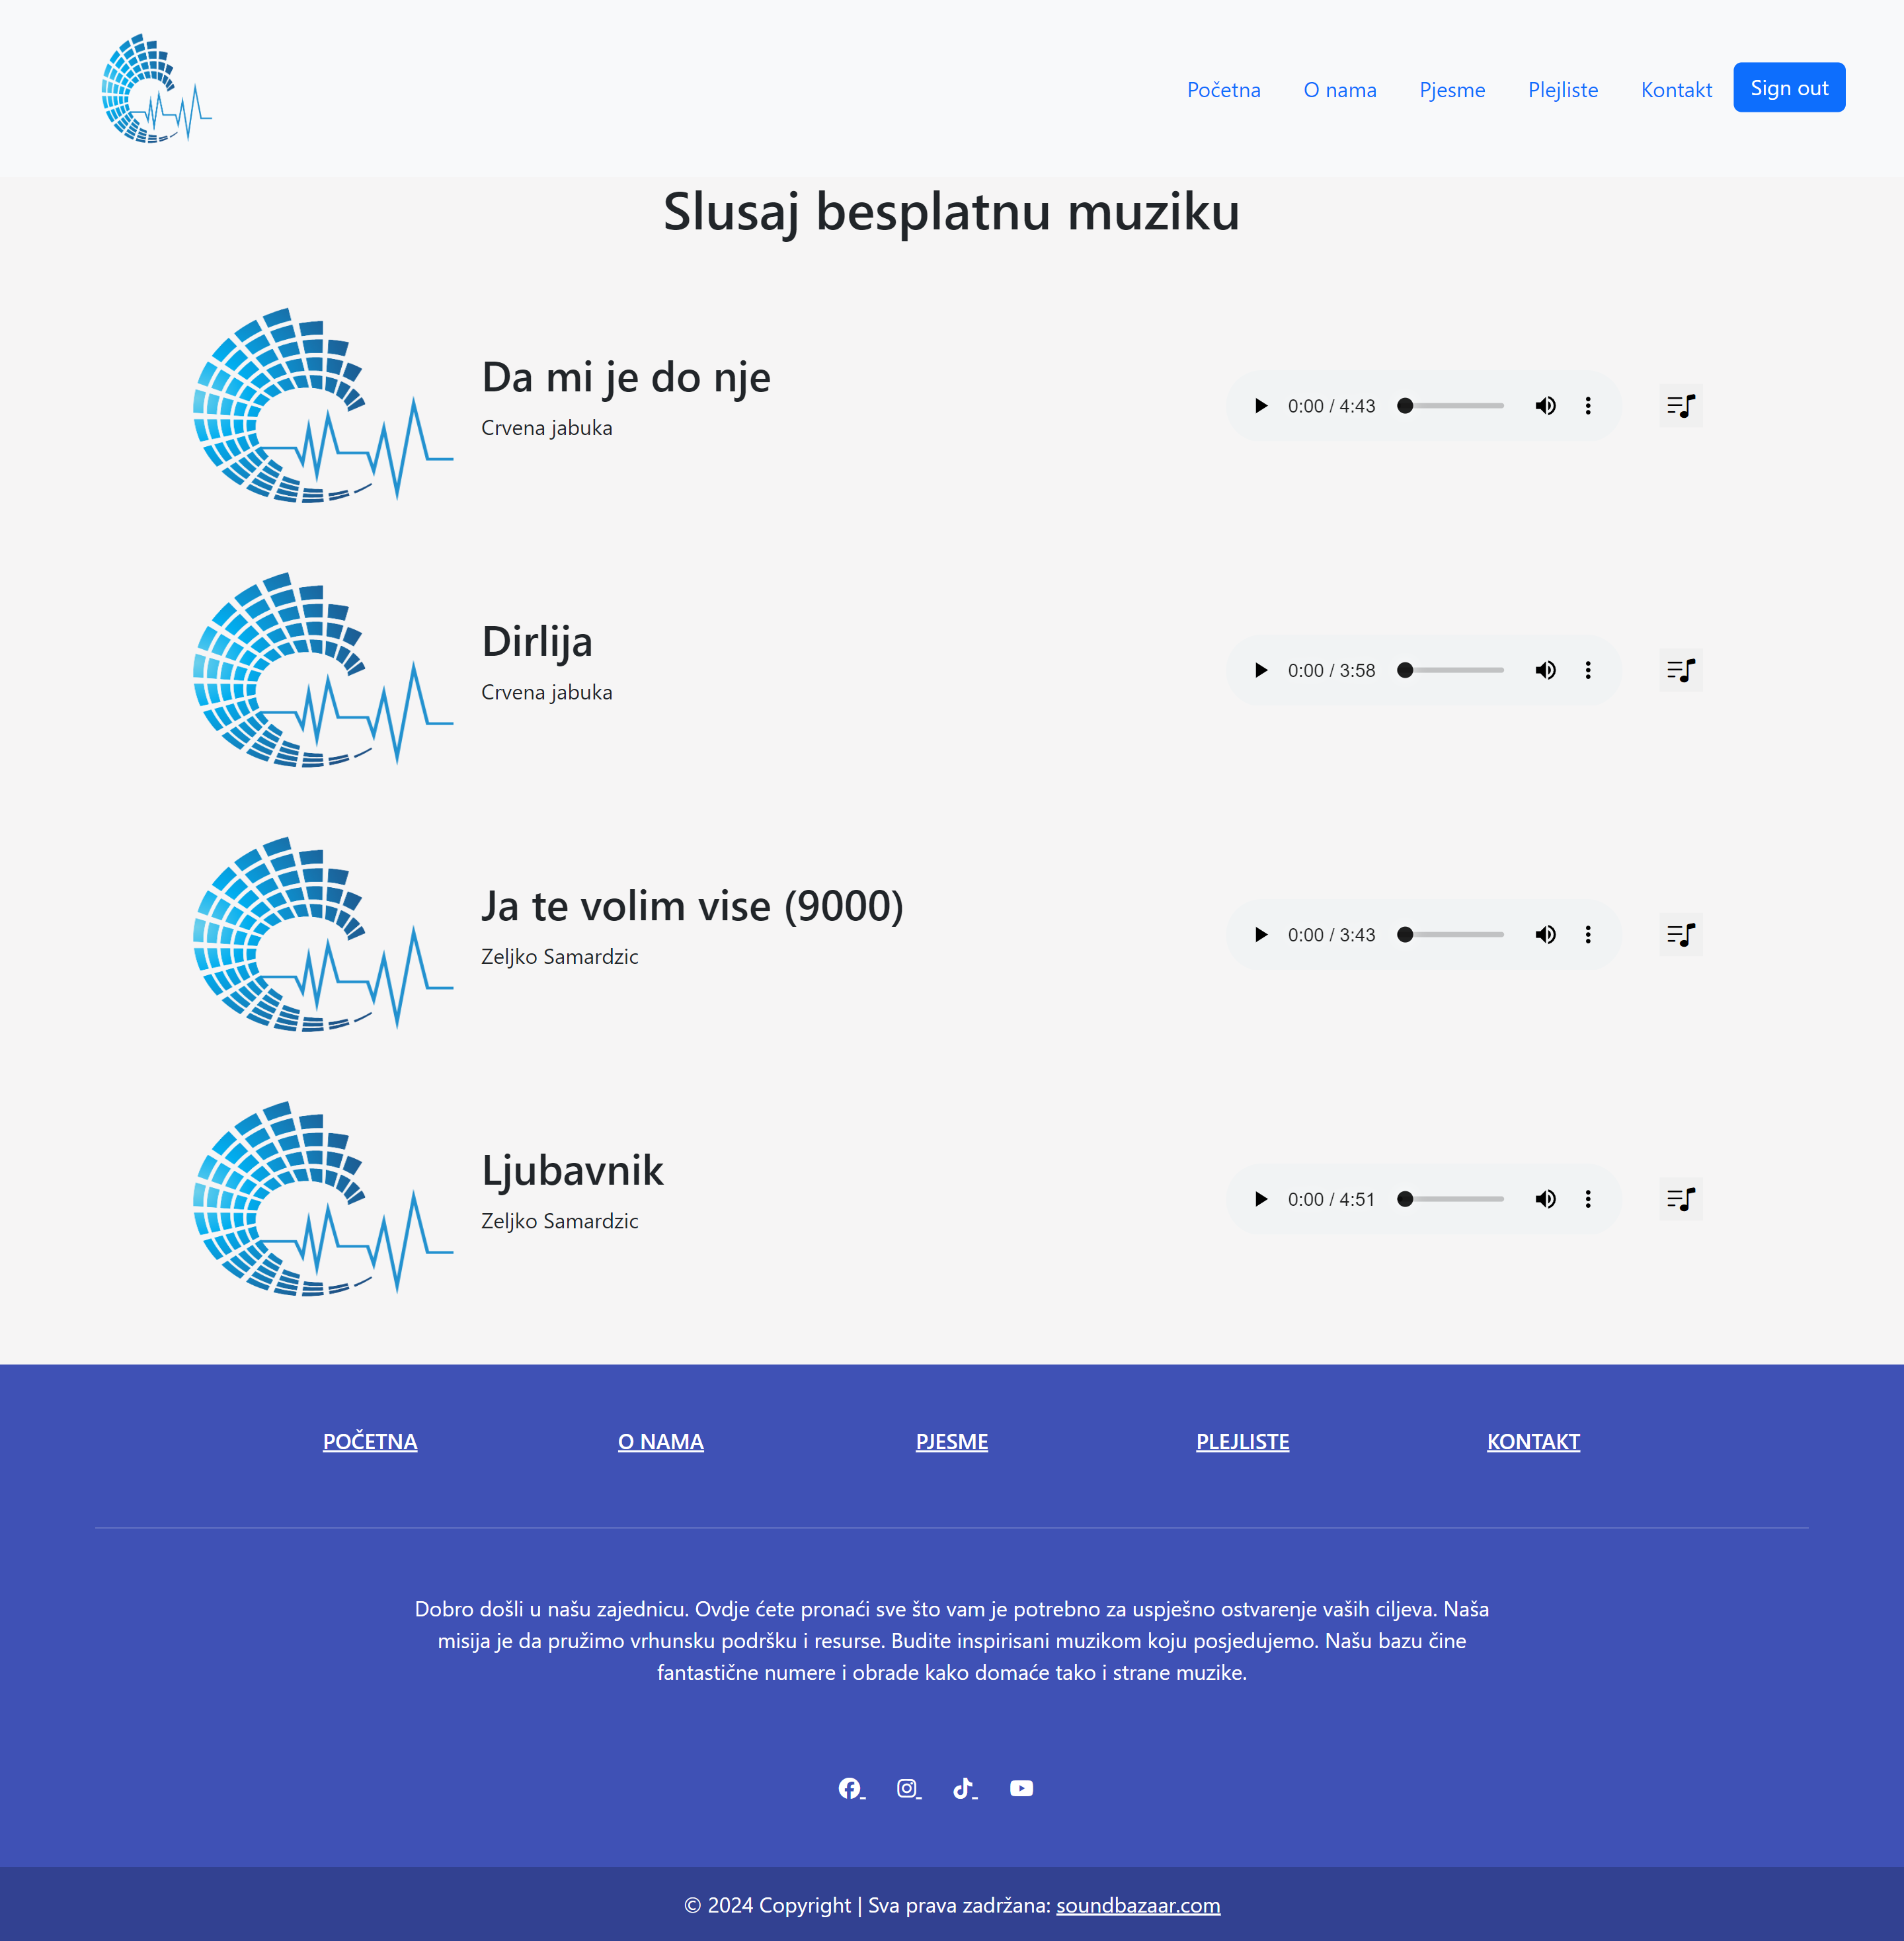 Početna O nama Pjesme Plejliste Kontakt Sign out
Slusaj besplatnu muziku
Da mi je do nje
Crvena jabuka
0:00 / 4:43
Dirlija
Crvena jabuka
0:00 / 3:58
Ja te volim vise (9000)
Zeljko Samardzic
0:00 / 3:43
Ljubavnik
Zeljko Samardzic
0:00 / 4:51
POČETNA O NAMA PJESME PLEJLISTE KONTAKT
Dobro došli u našu zajednicu. Ovdje ćete pronaći sve što vam je potrebno za uspješno ostvarenje vaših ciljeva. Naša
misija je da pružimo vrhunsku podršku i resurse. Budite inspirisani muzikom koju posjedujemo. Našu bazu čine
fantastične numere i obrade kako domaće tako i strane muzike.
© 2024 Copyright | Sva prava zadržana: soundbazaar.com